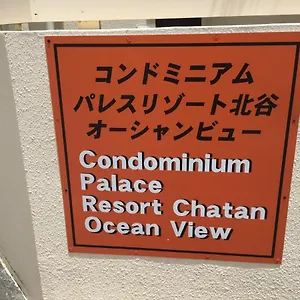 コンドミニアム
パレスリゾート北谷
オーシャンビュー
Condominium
Palace
Resort Chatan
Ocean View